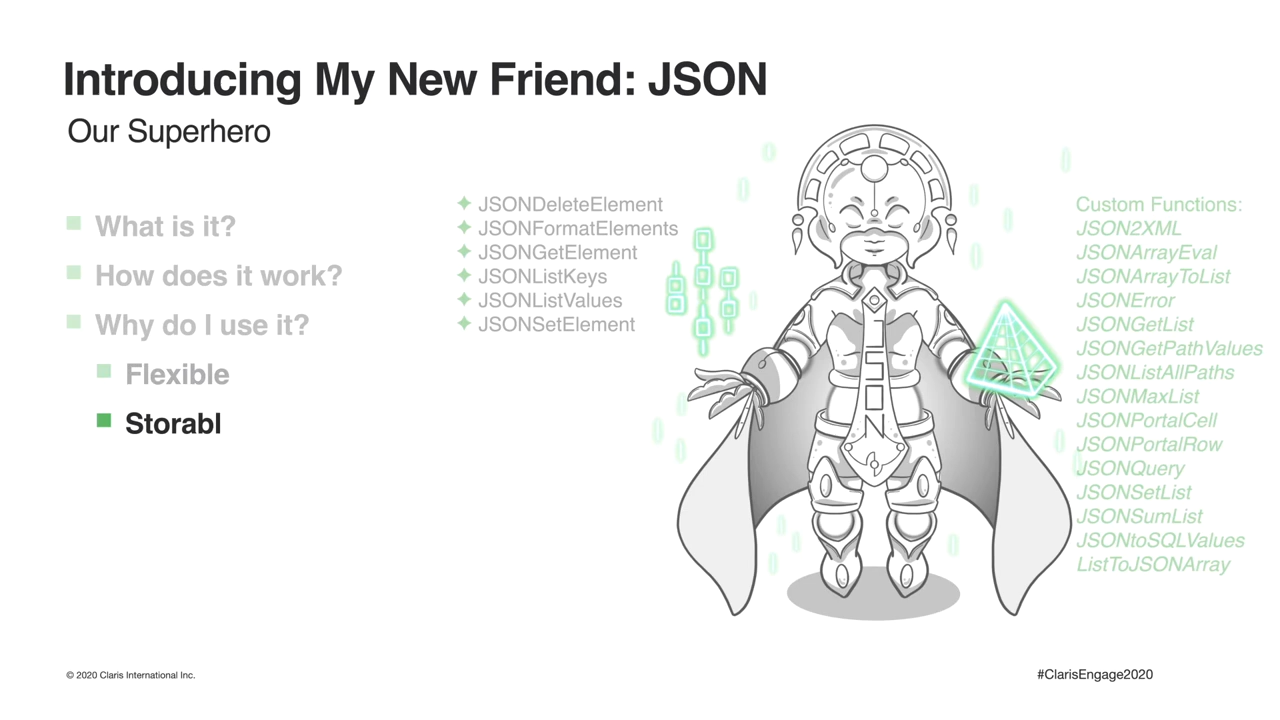 Introducing My New Friend: JSON
Our Superhero
What is it?
How does it work?
Why do I use it?
Flexible
Storabl
JSONDeleteElement
JSONFormatElements
JSONGetElement
JSONListKeys
JSONListValues
JSONSetElement
JSON
Custom Functions:
JSON2XML
JSONArrayEval
JSONArrayToList
JSONError
JSONGetList
JSONGetPathValues
JSONListAllPaths
JSONMaxList
JSONPortalCell
JSONPortalRow
JSONQuery
JSONSetList
JSONSumList
JSONtoSQLValues
ListToJSONArray
© 2020 Claris International Inc.
#ClarisEngage2020